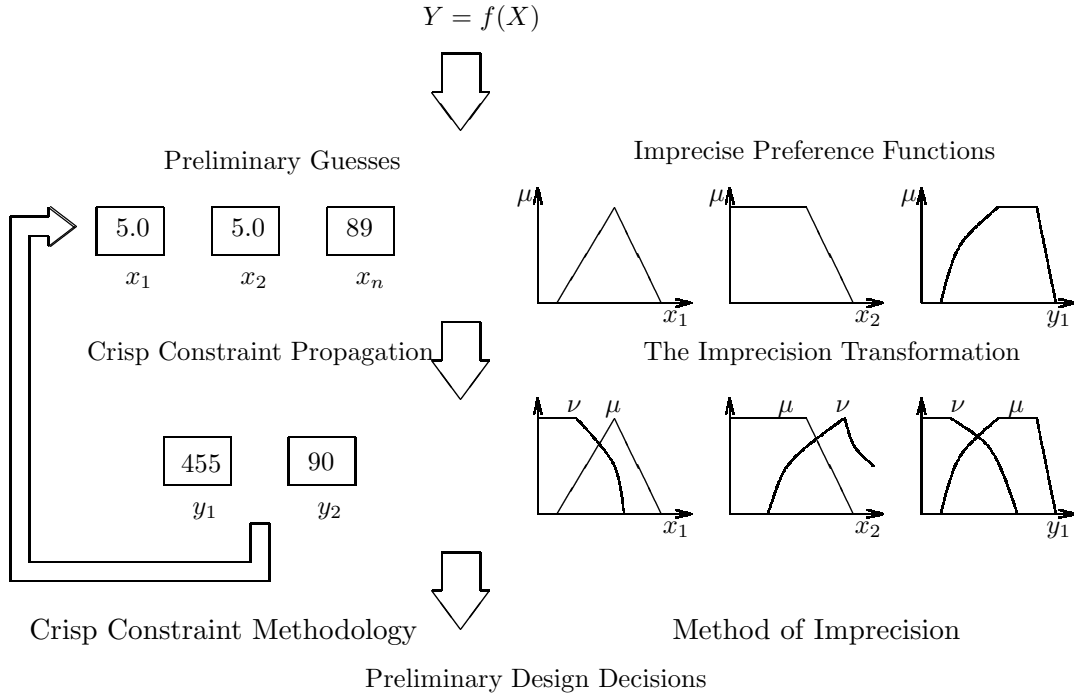 Y = f(X)
Preliminary Guesses
Imprecise Preference Functions
5.0 5.0 89
x₁ x₂ xₙ
μ μ μ
x₁ x₂ y₁
Crisp Constraint Propagation
The Imprecision Transformation
ν μ μ ν ν μ
455 90
y₁ y₂
x₁ x₂ y₁
Crisp Constraint Methodology
Method of Imprecision
Preliminary Design Decisions